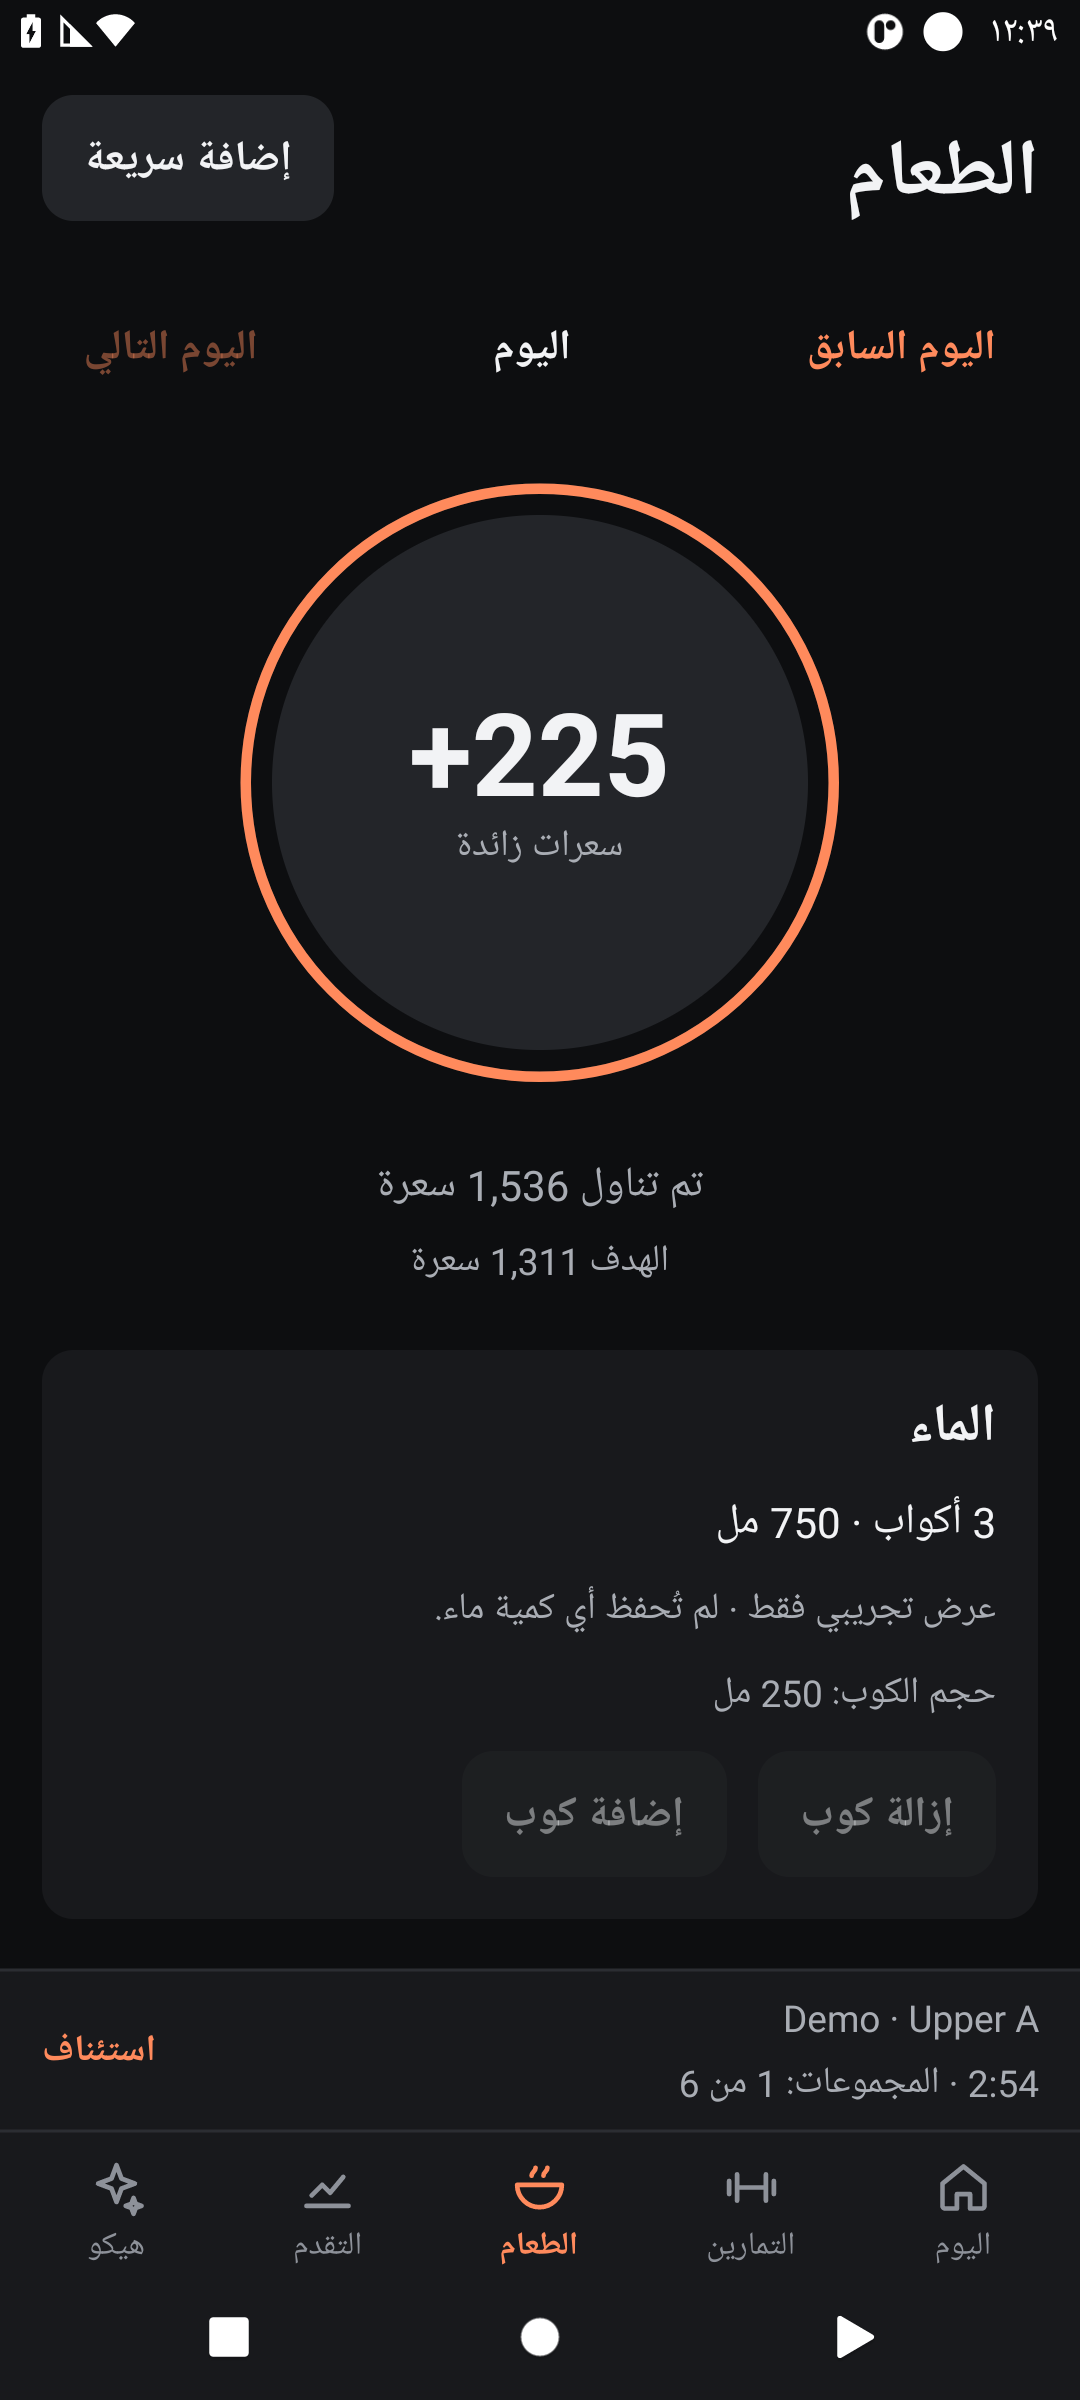 ١٢:٣٩
الطعام
إضافة سريعة
اليوم السابق
اليوم
اليوم التالي
+225
سعرات زائدة
تم تناول 1,536 سعرة
الهدف 1,311 سعرة
الماء
3 أكواب · 750 مل
عرض تجريبي فقط · لم تُحفظ أي كمية ماء.
حجم الكوب: 250 مل
إزالة كوب
إضافة كوب
Demo · Upper A
2:54 · المجموعات: 1 من 6
استئناف
اليوم
التمارين
الطعام
التقدم
هيكو